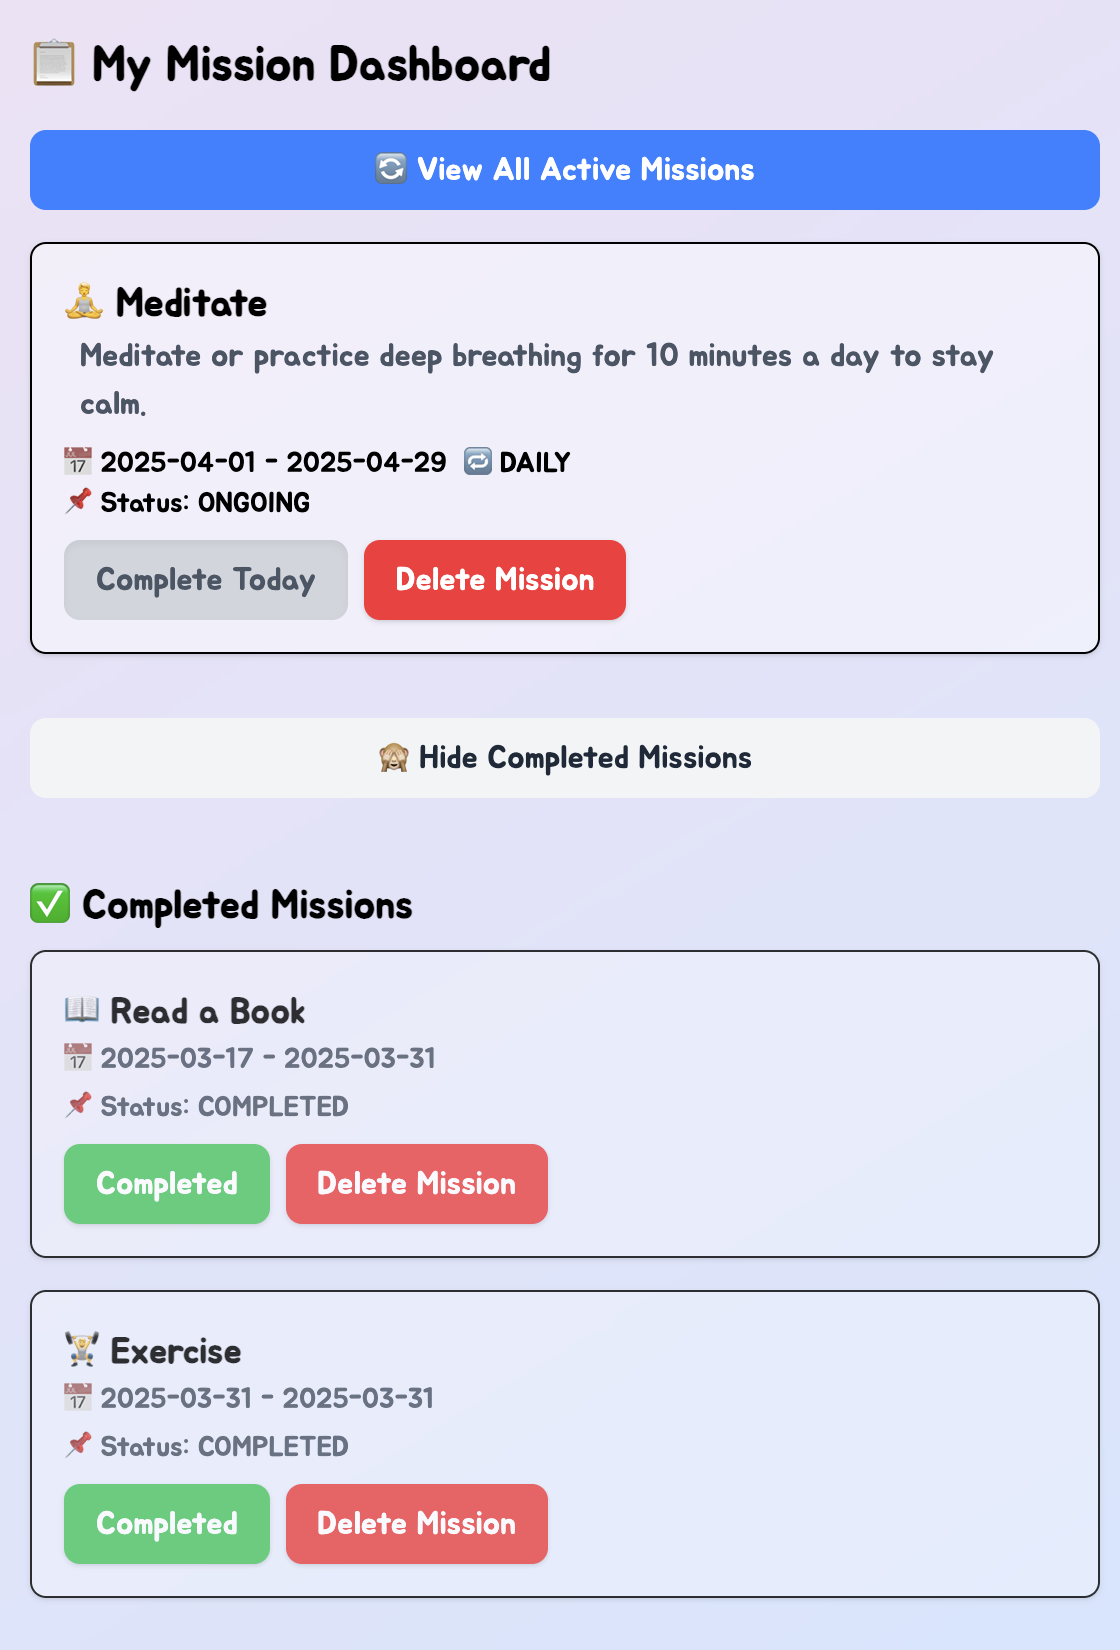 My Mission Dashboard
View All Active Missions
Meditate
Meditate or practice deep breathing for 10 minutes a day to stay
calm.
2025-04-01 - 2025-04-29 DAILY
Status: ONGOING
Complete Today Delete Mission
Hide Completed Missions
Completed Missions
Read a Book
2025-03-17 - 2025-03-31
Status: COMPLETED
Completed Delete Mission
Exercise
2025-03-31 - 2025-03-31
Status: COMPLETED
Completed Delete Mission